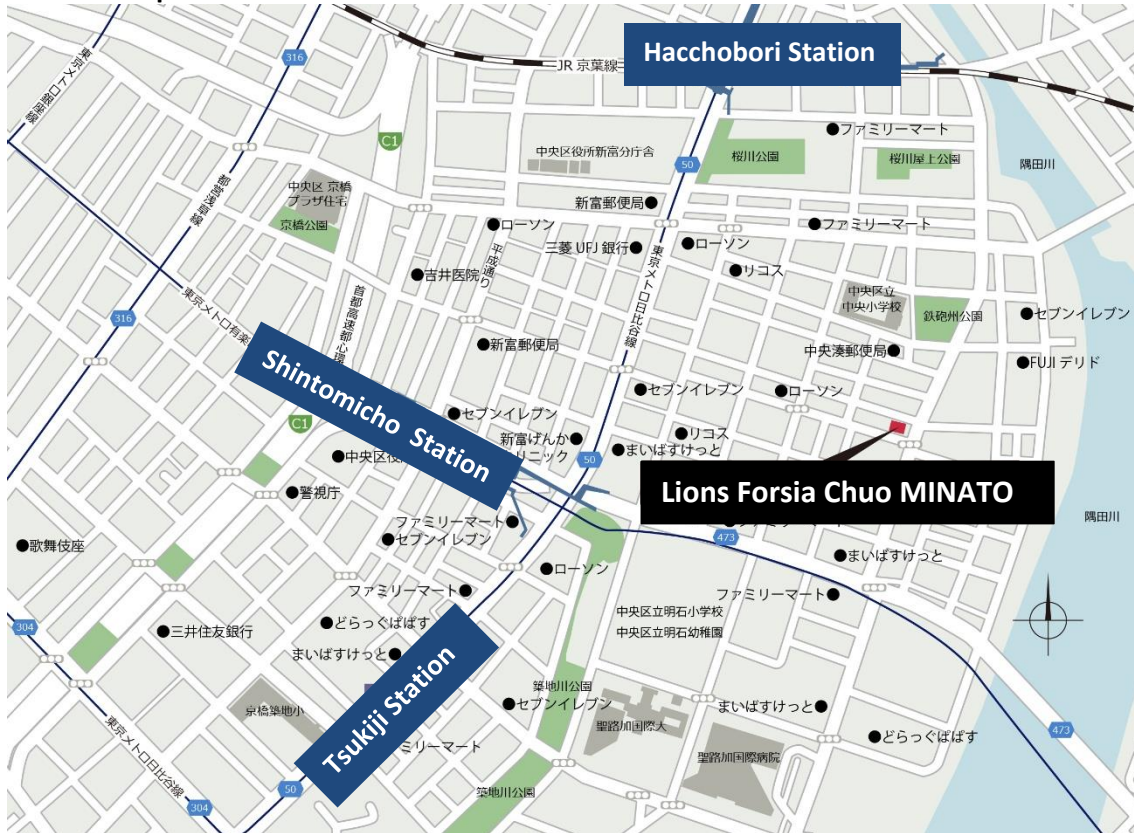 Hacchobori Station
JR 京葉線
東京メトロ銀座線
316
C1
ファミリーマート
中央区役所新富分庁舎
50
桜川公園
桜川屋上公園
隅田川
都営浅草線
中央区 京橋
プラザ住宅
京橋公園
新富郵便局
ローソン
平成通り
三菱 UFJ 銀行
ローソン
ファミリーマート
東京メトロ日比谷線
リコス
吉井医院
中央区立
中央小学校
鉄砲州公園
セブンイレブン
316
東京メトロ有楽
首都高速都心環
新富郵便局
中央湊郵便局
FUJI デリド
Shintomicho Station
セブンイレブン
ローソン
C1
セブンイレブン
新富げんか
リニック
リコス
まいばすけっと
50
中央区役
Lions Forsia Chuo MINATO
警視庁
ファミリーマート
セブンイレブン
473
隅田川
歌舞伎座
まいばすけっと
ローソン
ファミリーマート
ファミリーマート
中央区立明石小学校
中央区立明石幼稚園
304
三井住友銀行
どらっぐぱぱす
まいばすけっと
Tsukiji Station
築地川公園
セブンイレブン
京橋築地小
聖路加国際大
まいばすけっと
473
どらっぐぱぱす
東京メトロ日比谷線
ミリーマート
聖路加国際病院
50
築地川公園
304